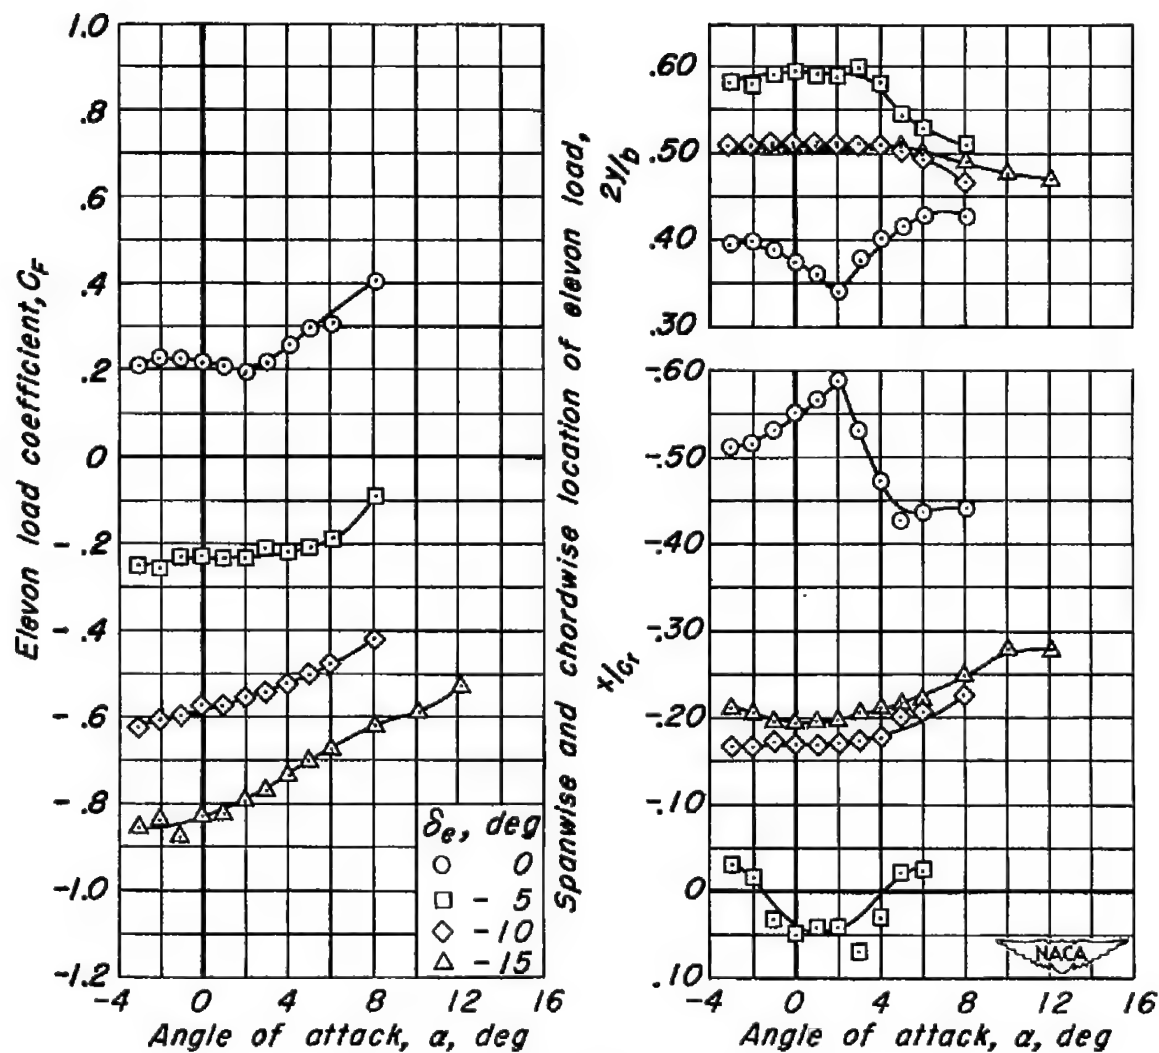 1.0
.8
.6
.4
.2
0
-.2
-.4
-.6
-.8
-1.0
-1.2
-4 0 4 8 12 16
Elevon load coefficient, C_F
Angle of attack, α, deg
δe, deg
0
-5
-10
-15
Spanwise and chordwise location of elevon load,
2y/b
.60
.50
.40
.30
x/cr
-.60
-.50
-.40
-.30
-.20
-.10
0
.10
NACA
-4 0 4 8 12 16
Angle of attack, α, deg